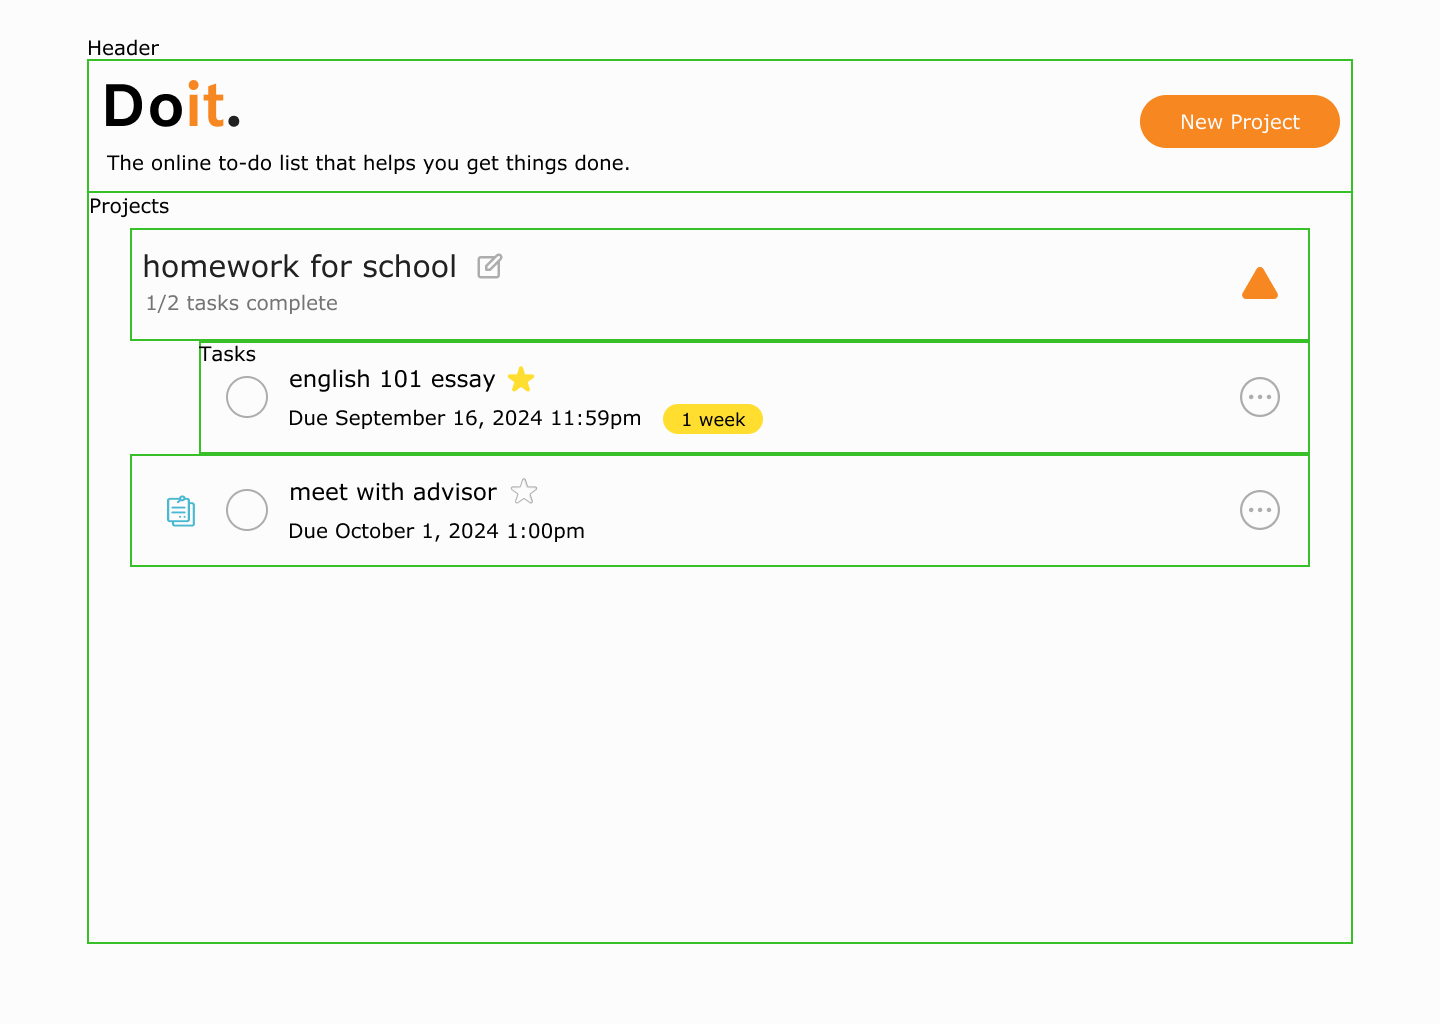 Header
Doit.
New Project
The online to-do list that helps you get things done.
Projects
homework for school
1/2 tasks complete
Tasks
english 101 essay
Due September 16, 2024 11:59pm
1 week
meet with advisor
Due October 1, 2024 1:00pm